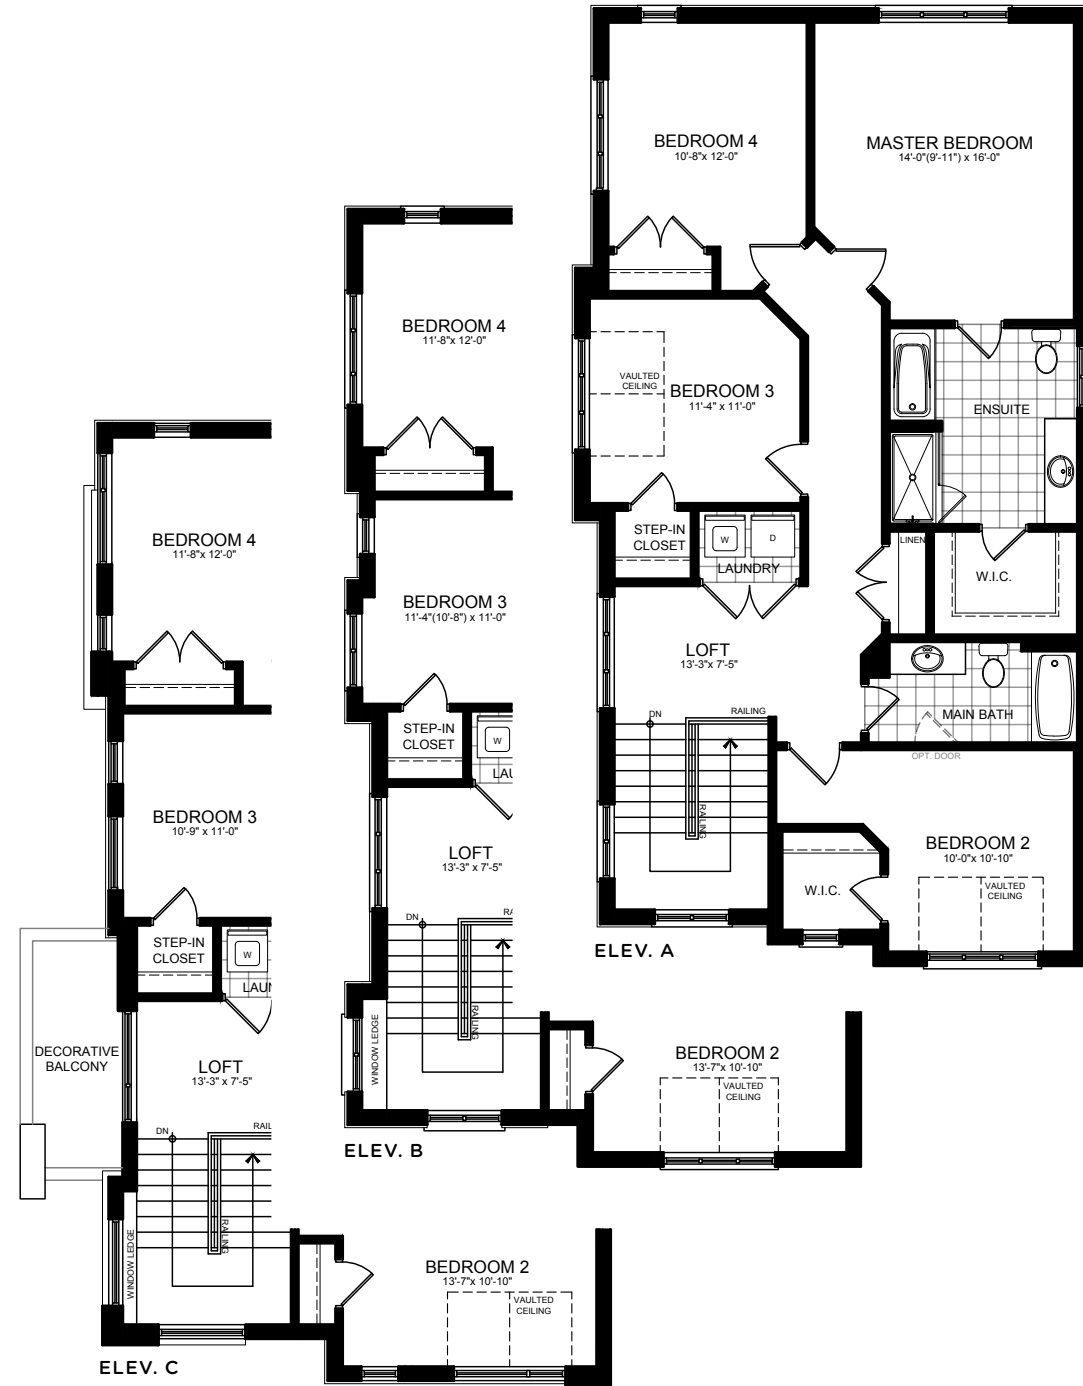 BEDROOM 4
10'-8"x 12'-0"
MASTER BEDROOM
14'-0"(9'-11") x 16'-0"
VAULTED
CEILING
BEDROOM 3
11'-4" x 11'-0"
ENSUITE
STEP-IN
CLOSET
W
D
LAUNDRY
LINEN
W.I.C.
LOFT
13'-3"x 7'-5"
DN
RAILING
RAILING
MAIN BATH
OPT. DOOR
BEDROOM 2
10'-0"x 10'-10"
W.I.C.
VAULTED
CEILING
ELEV. A
BEDROOM 4
11'-8"x 12'-0"
BEDROOM 3
11'-4"(10'-8") x 11'-0"
STEP-IN
CLOSET
W
LAU
LOFT
13'-3" x 7'-5"
DN
RA
RAILING
WINDOW LEDGE
BEDROOM 2
13'-7"x 10'-10"
VAULTED
CEILING
ELEV. B
BEDROOM 4
11'-8"x 12'-0"
BEDROOM 3
10'-9" x 11'-0"
STEP-IN
CLOSET
W
LAUN
DECORATIVE
BALCONY
LOFT
13'-3" x 7'-5"
DN
RAIL
RAILING
WINDOW LEDGE
BEDROOM 2
13'-7"x 10'-10"
VAULTED
CEILING
ELEV. C